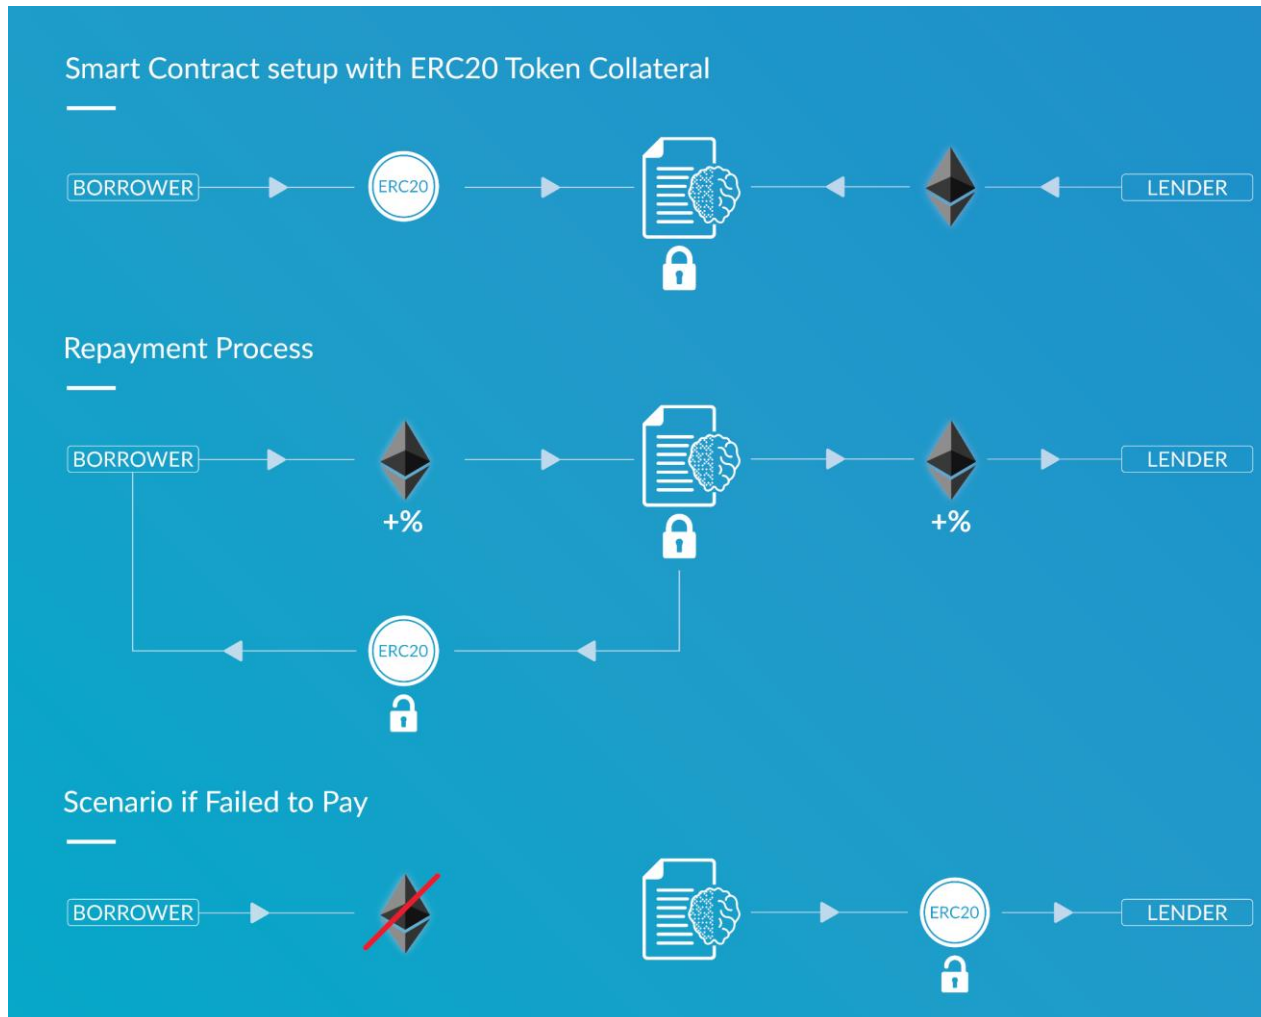 Smart Contract setup with ERC20 Token Collateral
BORROWER
ERC20
LENDER
Repayment Process
BORROWER
LENDER
+%
+%
ERC20
Scenario if Failed to Pay
BORROWER
ERC20
LENDER